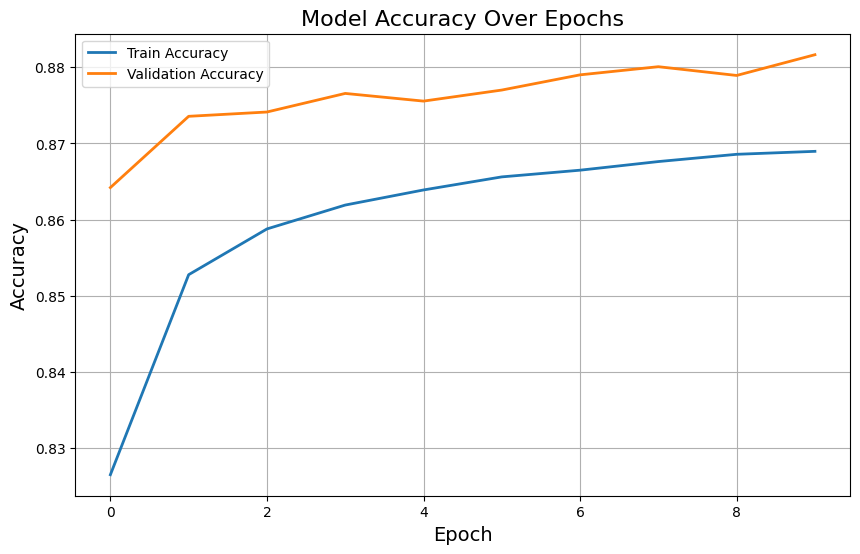 Model Accuracy Over Epochs
Train Accuracy
Validation Accuracy
0.88
0.87
0.86
0.85
0.84
0.83
Accuracy
0 2 4 6 8
Epoch